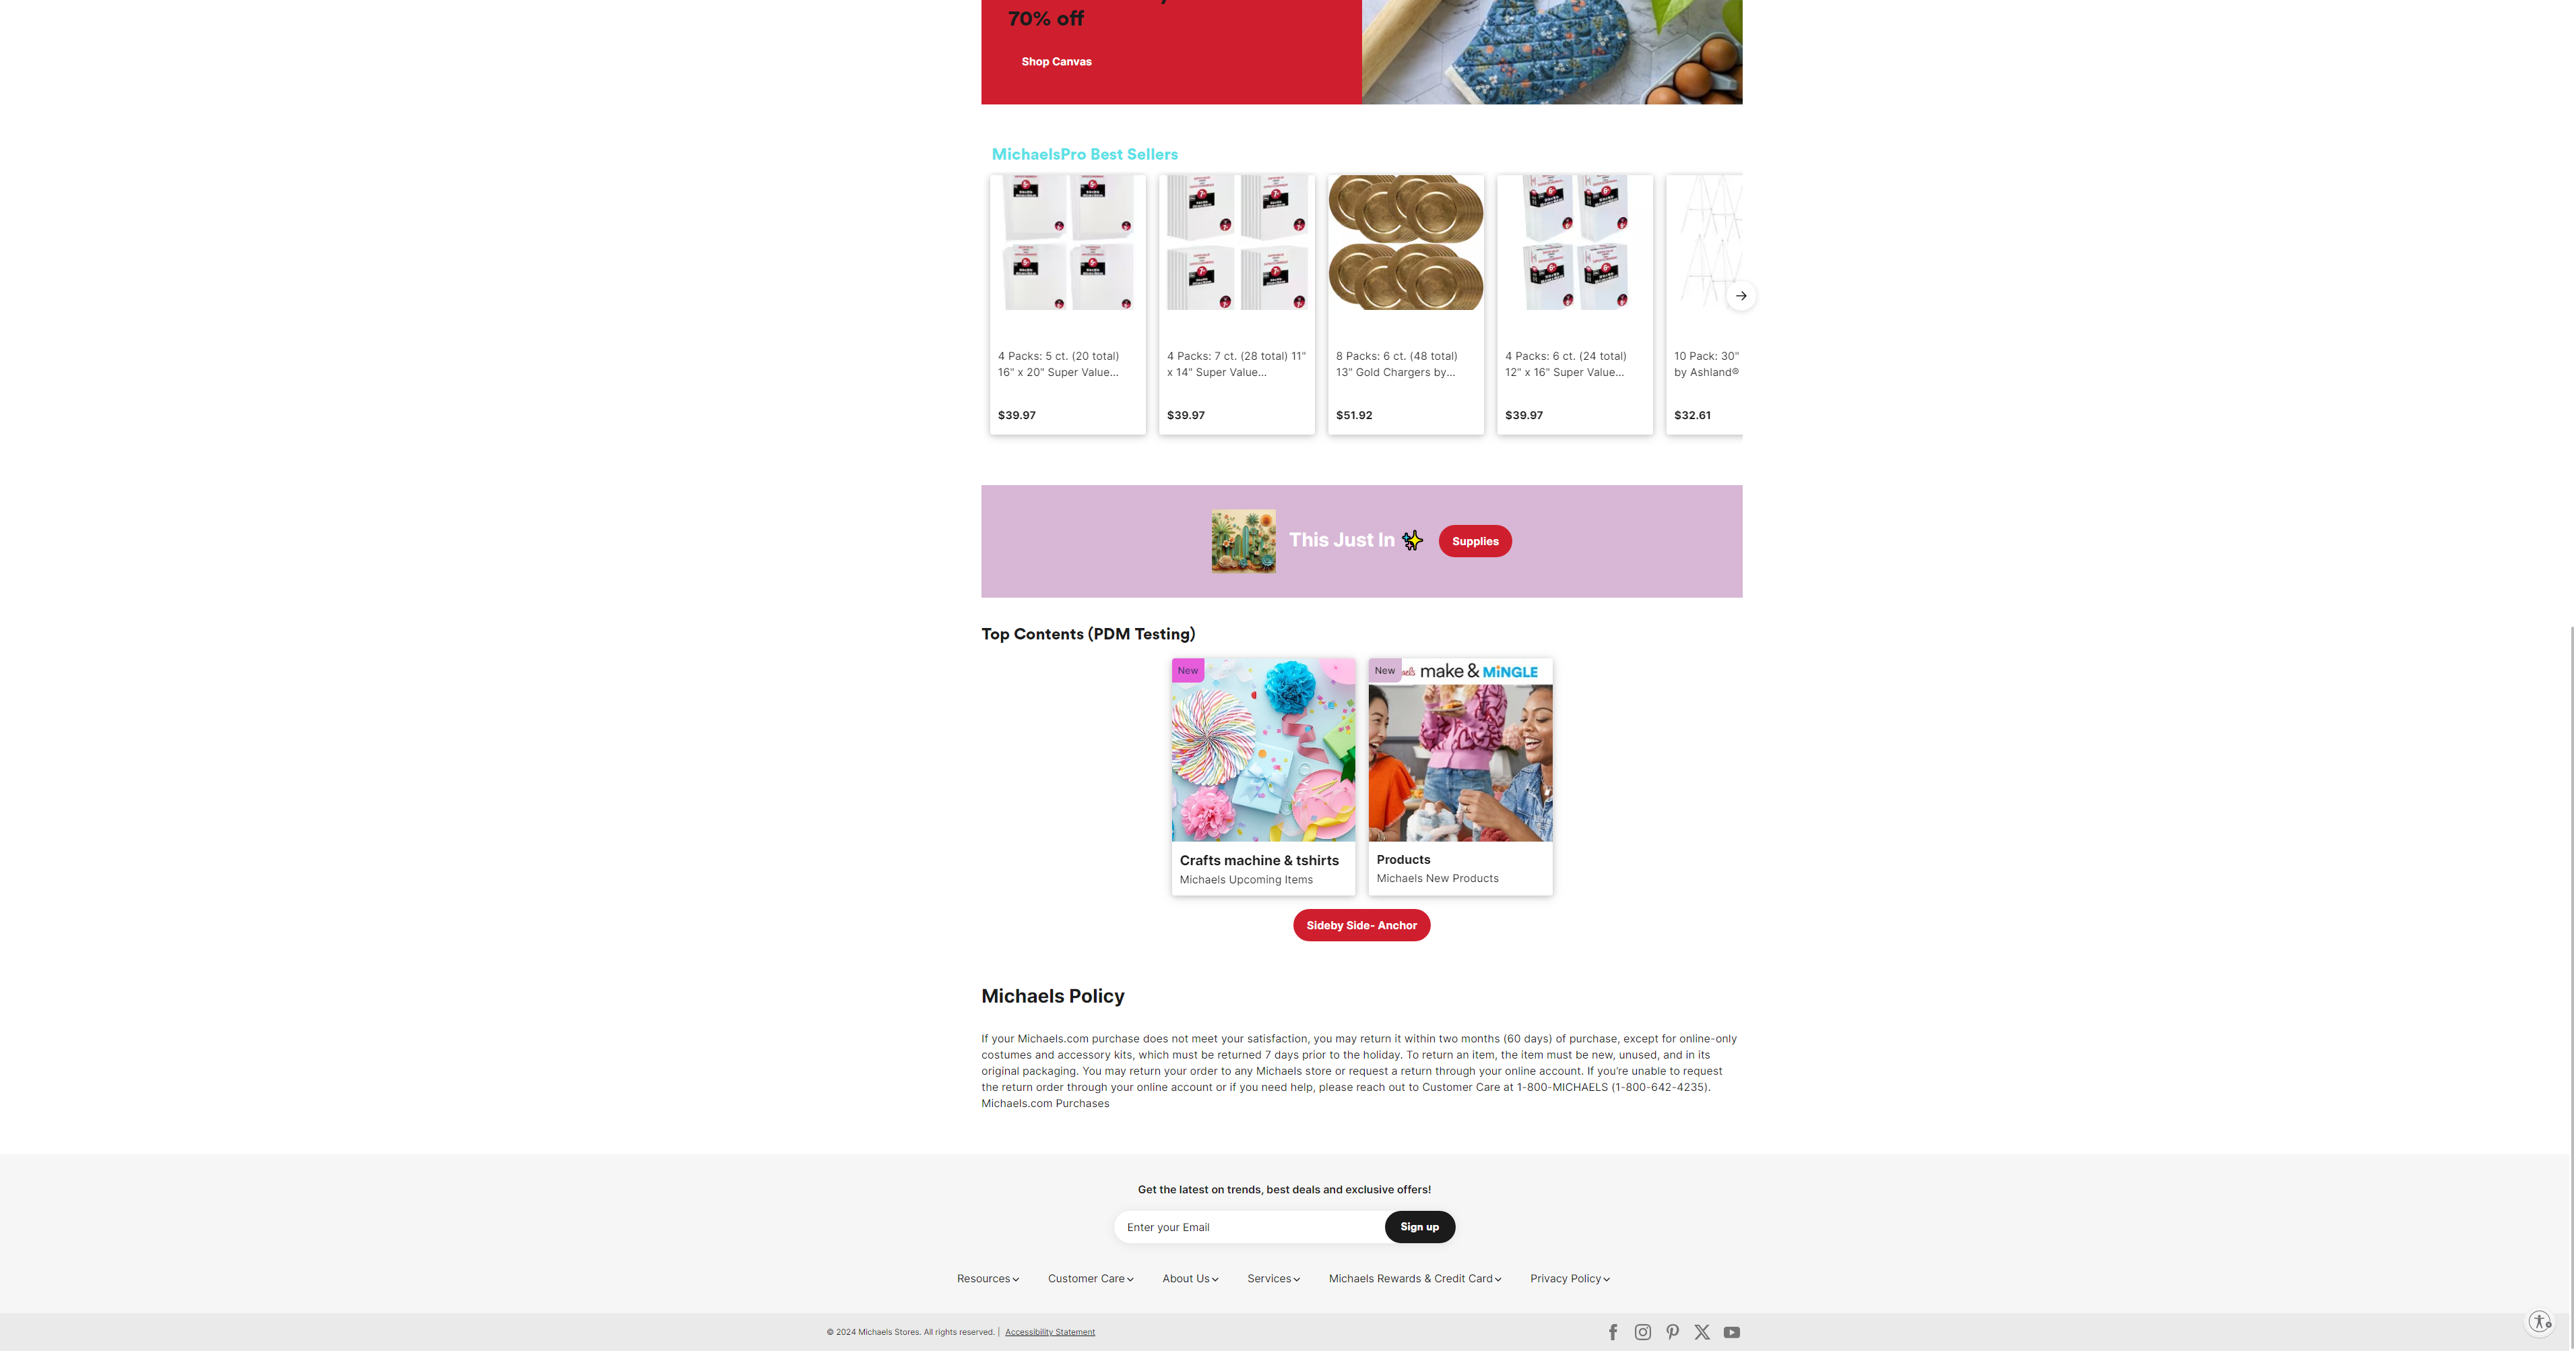 70% off
Shop Canvas
MichaelsPro Best Sellers
4 Packs: 5 ct. (20 total)
16" x 20" Super Value...
$39.97
4 Packs: 7 ct. (28 total) 11"
x 14" Super Value...
$39.97
8 Packs: 6 ct. (48 total)
13" Gold Chargers by...
$51.92
4 Packs: 6 ct. (24 total)
12" x 16" Super Value...
$39.97
10 Pack: 30"
by Ashland®
$32.61
This Just In ✨
Supplies
Top Contents (PDM Testing)
New
New
make & MiNGLE
Crafts machine & tshirts
Michaels Upcoming Items
Products
Michaels New Products
Sideby Side- Anchor
Michaels Policy
If your Michaels.com purchase does not meet your satisfaction, you may return it within two months (60 days) of purchase, except for online-only
costumes and accessory kits, which must be returned 7 days prior to the holiday. To return an item, the item must be new, unused, and in its
original packaging. You may return your order to any Michaels store or request a return through your online account. If you're unable to request
the return order through your online account or if you need help, please reach out to Customer Care at 1-800-MICHAELS (1-800-642-4235).
Michaels.com Purchases
Get the latest on trends, best deals and exclusive offers!
Enter your Email
Sign up
Resources
Customer Care
About Us
Services
Michaels Rewards & Credit Card
Privacy Policy
© 2024 Michaels Stores. All rights reserved. |
Accessibility Statement